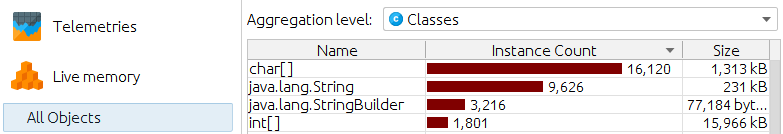 Telemetries
Live memory
All Objects
Aggregation level: Classes
Name Instance Count Size
char[] 16,120 1,313 kB
java.lang.String 9,626 231 kB
java.lang.StringBuilder 3,216 77,184 byt...
int[] 1,801 15,966 kB